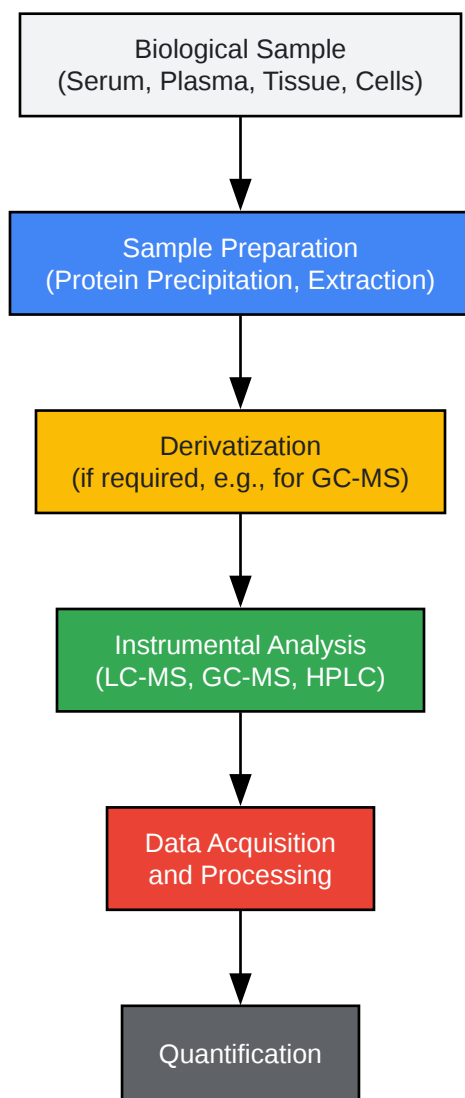 Biological Sample
(Serum, Plasma, Tissue, Cells)
Sample Preparation
(Protein Precipitation, Extraction)
Derivatization
(if required, e.g., for GC-MS)
Instrumental Analysis
(LC-MS, GC-MS, HPLC)
Data Acquisition
and Processing
Quantification